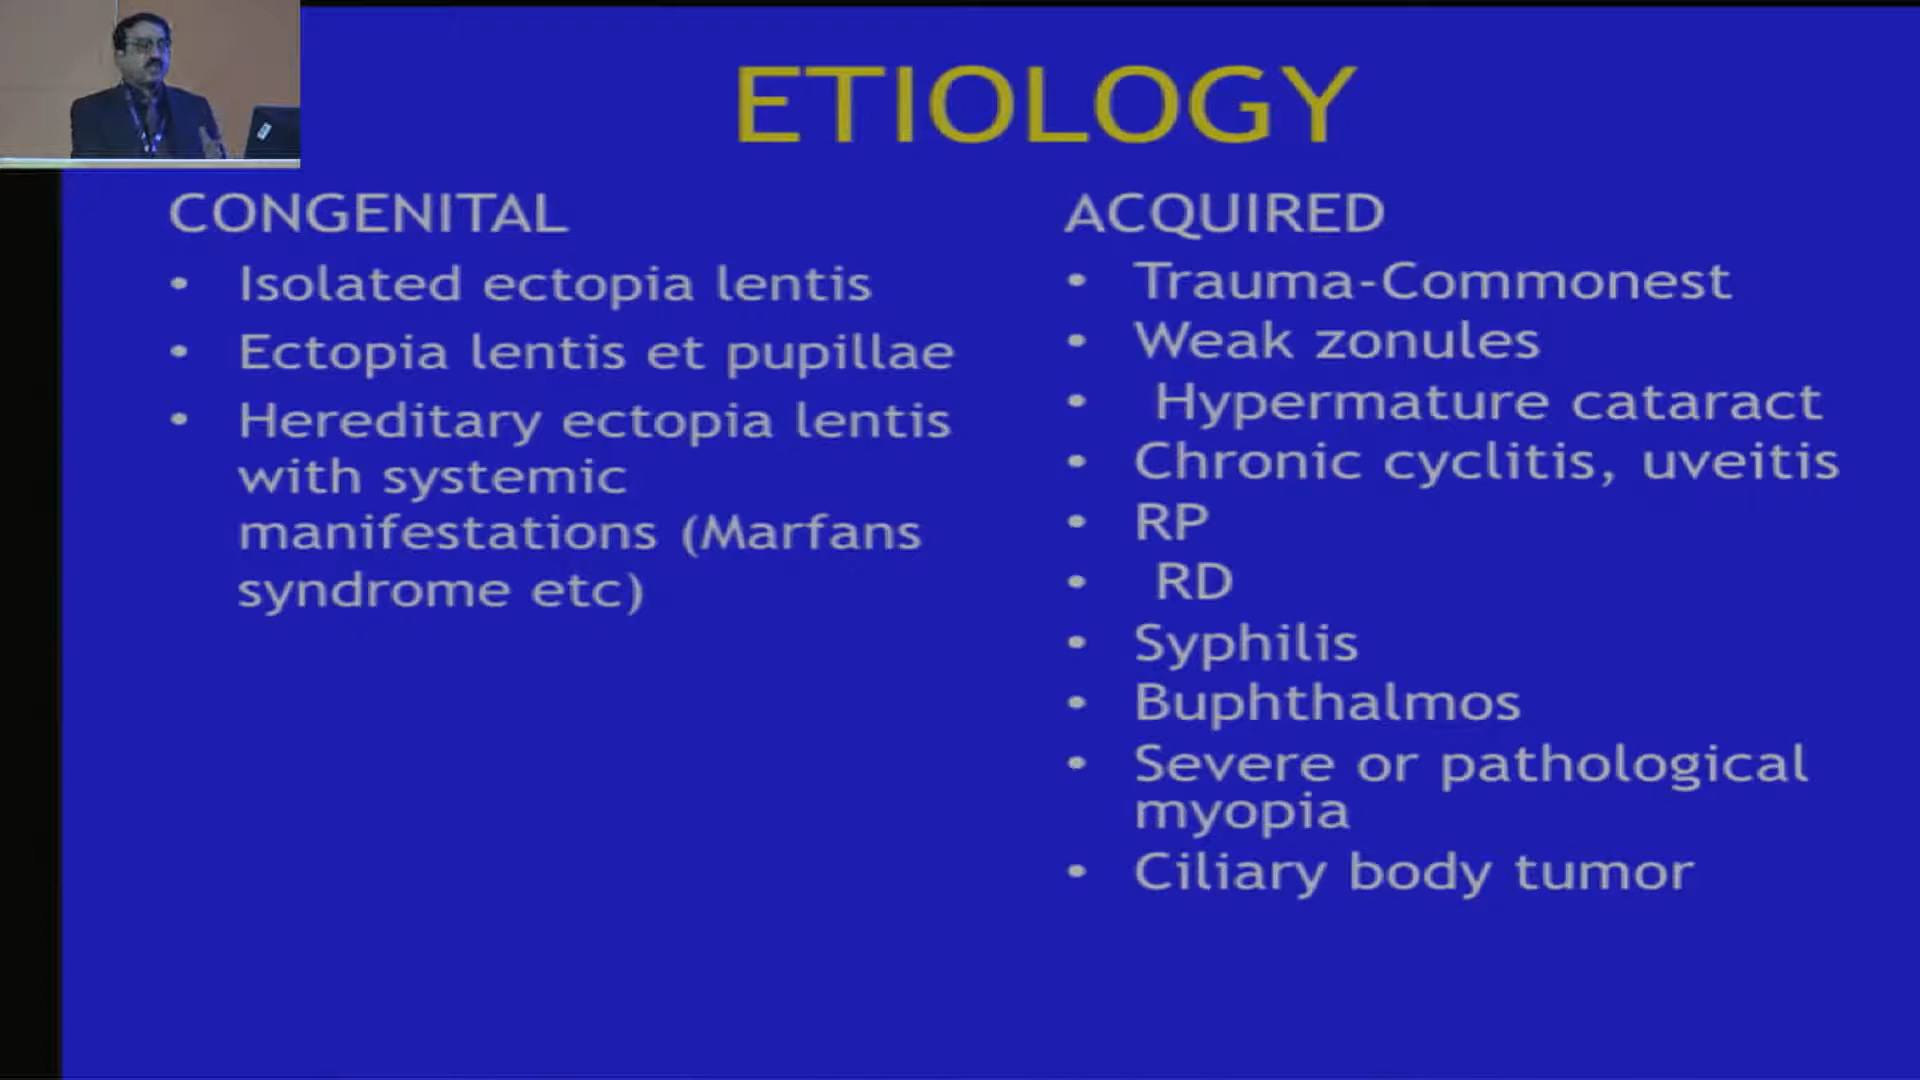 ETIOLOGY
CONGENITAL
• Isolated ectopia lentis
• Ectopia lentis et pupillae
• Hereditary ectopia lentis
with systemic
manifestations (Marfans
syndrome etc)
ACQUIRED
• Trauma-Commonest
• Weak zonules
• Hypermature cataract
• Chronic cyclitis, uveitis
• RP
• RD
• Syphilis
• Buphthalmos
• Severe or pathological
myopia
• Ciliary body tumor